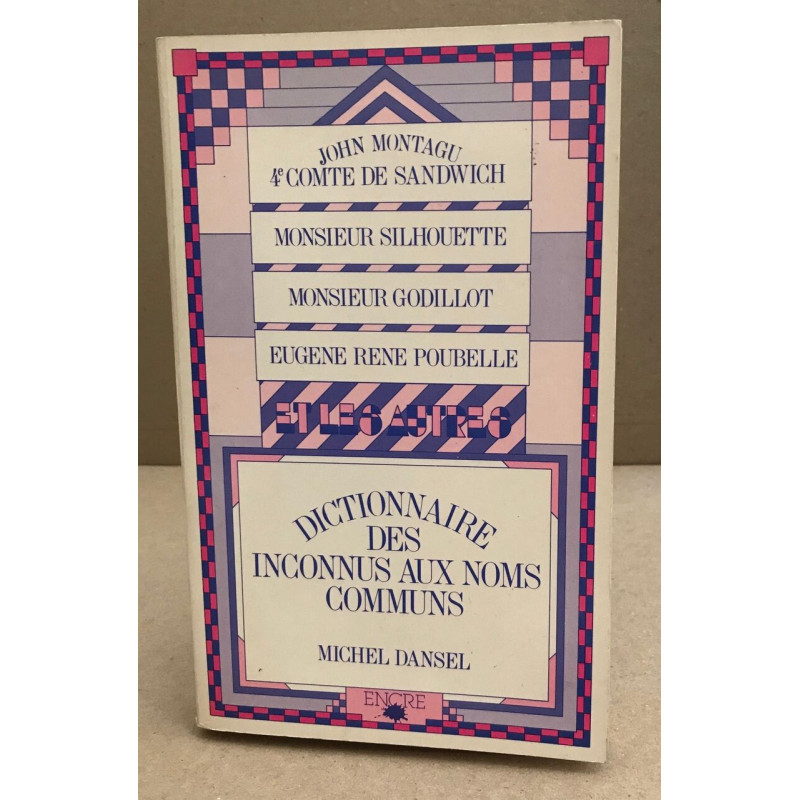 JOHN MONTAGU
4e COMTE DE SANDWICH
MONSIEUR SILHOUETTE
MONSIEUR GODILLOT
EUGENE RENE POUBELLE
ET LES AUTRES
DICTIONNAIRE
DES
INCONNUS AUX NOMS
COMMUNS
MICHEL DANSEL
ENCRE